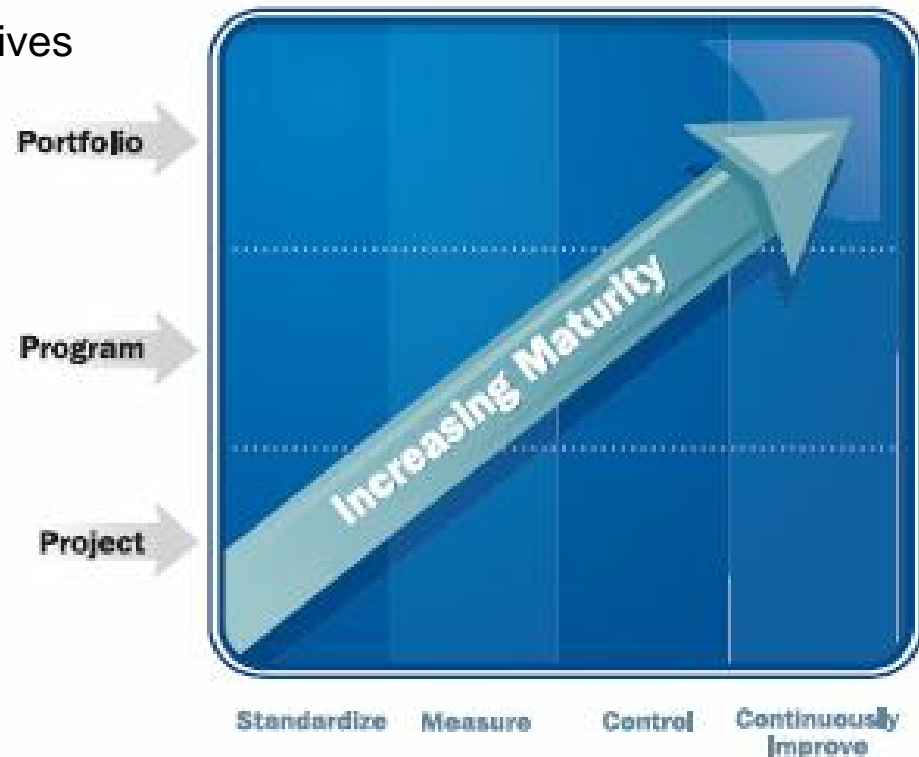 ives
Portfolio
Program
Project
Increasing Maturity
Standardize Measure Control Continuously
Improve